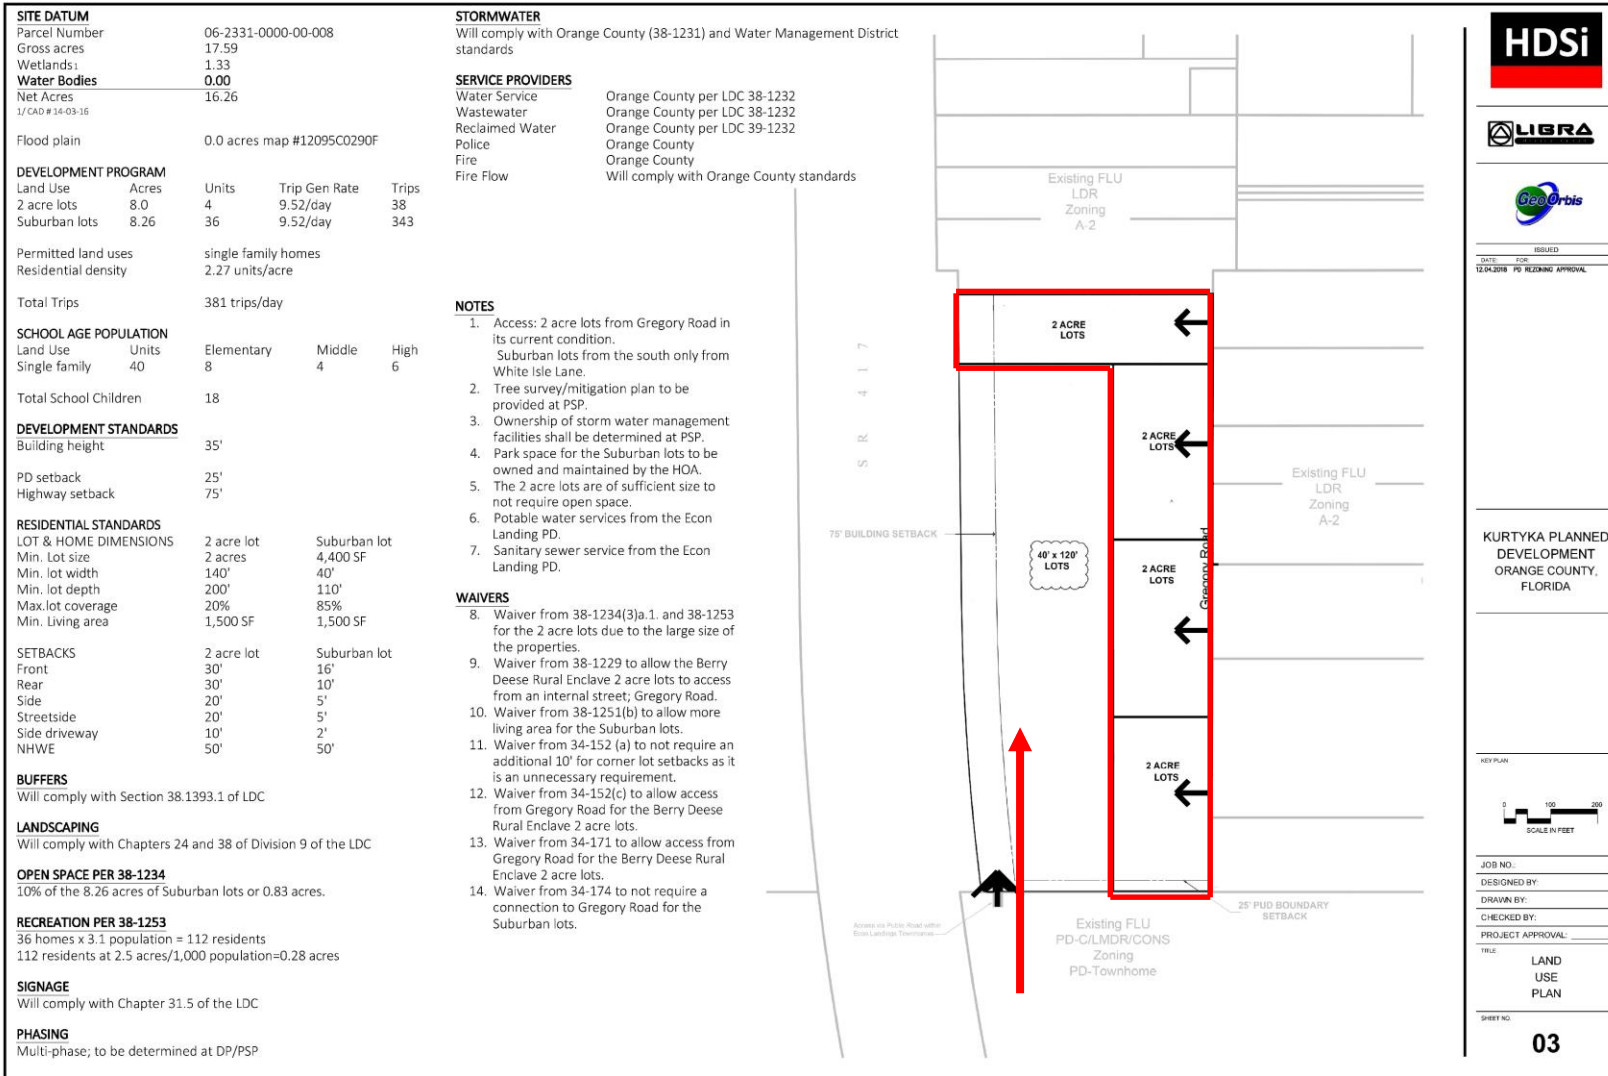 SITE DATUM
Parcel Number 06-2331-0000-00-008
Gross acres 17.59
Wetlands1 1.33
Water Bodies 0.00
Net Acres 16.26
1/ CAD # 14-03-16
Flood plain 0.0 acres map #12095C0290F
DEVELOPMENT PROGRAM
Land Use Acres Units Trip Gen Rate Trips
2 acre lots 8.0 4 9.52/day 38
Suburban lots 8.26 36 9.52/day 343
Permitted land uses single family homes
Residential density 2.27 units/acre
Total Trips 381 trips/day
SCHOOL AGE POPULATION
Land Use Units Elementary Middle High
Single family 40 8 4 6
Total School Children 18
DEVELOPMENT STANDARDS
Building height 35'
PD setback 25'
Highway setback 75'
RESIDENTIAL STANDARDS
LOT & HOME DIMENSIONS 2 acre lot Suburban lot
Min. Lot size 2 acres 4,400 SF
Min. lot width 140' 40'
Min. lot depth 200' 110'
Max.lot coverage 20% 85%
Min. Living area 1,500 SF 1,500 SF
SETBACKS 2 acre lot Suburban lot
Front 30' 16'
Rear 30' 10'
Side 20' 5'
Streetside 20' 5'
Side driveway 10' 2'
NHWE 50' 50'
BUFFERS
Will comply with Section 38.1393.1 of LDC
LANDSCAPING
Will comply with Chapters 24 and 38 of Division 9 of the LDC
OPEN SPACE PER 38-1234
10% of the 8.26 acres of Suburban lots or 0.83 acres.
RECREATION PER 38-1253
36 homes x 3.1 population = 112 residents
112 residents at 2.5 acres/1,000 population=0.28 acres
SIGNAGE
Will comply with Chapter 31.5 of the LDC
PHASING
Multi-phase; to be determined at DP/PSP
STORMWATER
Will comply with Orange County (38-1231) and Water Management District
standards
SERVICE PROVIDERS
Water Service Orange County per LDC 38-1232
Wastewater Orange County per LDC 38-1232
Reclaimed Water Orange County per LDC 39-1232
Police Orange County
Fire Orange County
Fire Flow Will comply with Orange County standards
NOTES
1. Access: 2 acre lots from Gregory Road in
its current condition.
Suburban lots from the south only from
White Isle Lane.
2. Tree survey/mitigation plan to be
provided at PSP.
3. Ownership of storm water management
facilities shall be determined at PSP.
4. Park space for the Suburban lots to be
owned and maintained by the HOA.
5. The 2 acre lots are of sufficient size to
not require open space.
6. Potable water services from the Econ
Landing PD.
7. Sanitary sewer service from the Econ
Landing PD.
WAIVERS
8. Waiver from 38-1234(3)a.1. and 38-1253
for the 2 acre lots due to the large size of
the properties.
9. Waiver from 38-1229 to allow the Berry
Deese Rural Enclave 2 acre lots to access
from an internal street; Gregory Road.
10. Waiver from 38-1251(b) to allow more
living area for the Suburban lots.
11. Waiver from 34-152 (a) to not require an
additional 10' for corner lot setbacks as it
is an unnecessary requirement.
12. Waiver from 34-152(c) to allow access
from Gregory Road for the Berry Deese
Rural Enclave 2 acre lots.
13. Waiver from 34-171 to allow access from
Gregory Road for the Berry Deese Rural
Enclave 2 acre lots.
14. Waiver from 34-174 to not require a
connection to Gregory Road for the
Suburban lots.
Existing FLU
LDR
Zoning
A-2
2 ACRE
LOTS
SR 417
2 ACRE
LOTS
Existing FLU
LDR
Zoning
A-2
75' BUILDING SETBACK
40' x 120'
LOTS
2 ACRE
LOTS
Gregory Road
2 ACRE
LOTS
25' PUD BOUNDARY
SETBACK
Access via Public Road within
Econ Landings Townhomes
Existing FLU
PD-C/LMDR/CONS
Zoning
PD-Townhome
HDSi
LIBRA
GeoOrbis
ISSUED
DATE: FOR:
12.04.2018 PD REZONING APPROVAL
KURTYKA PLANNED
DEVELOPMENT
ORANGE COUNTY,
FLORIDA
KEY PLAN
0 100 200
SCALE IN FEET
JOB NO.:
DESIGNED BY:
DRAWN BY:
CHECKED BY:
PROJECT APPROVAL:
TITLE
LAND
USE
PLAN
SHEET NO.
03